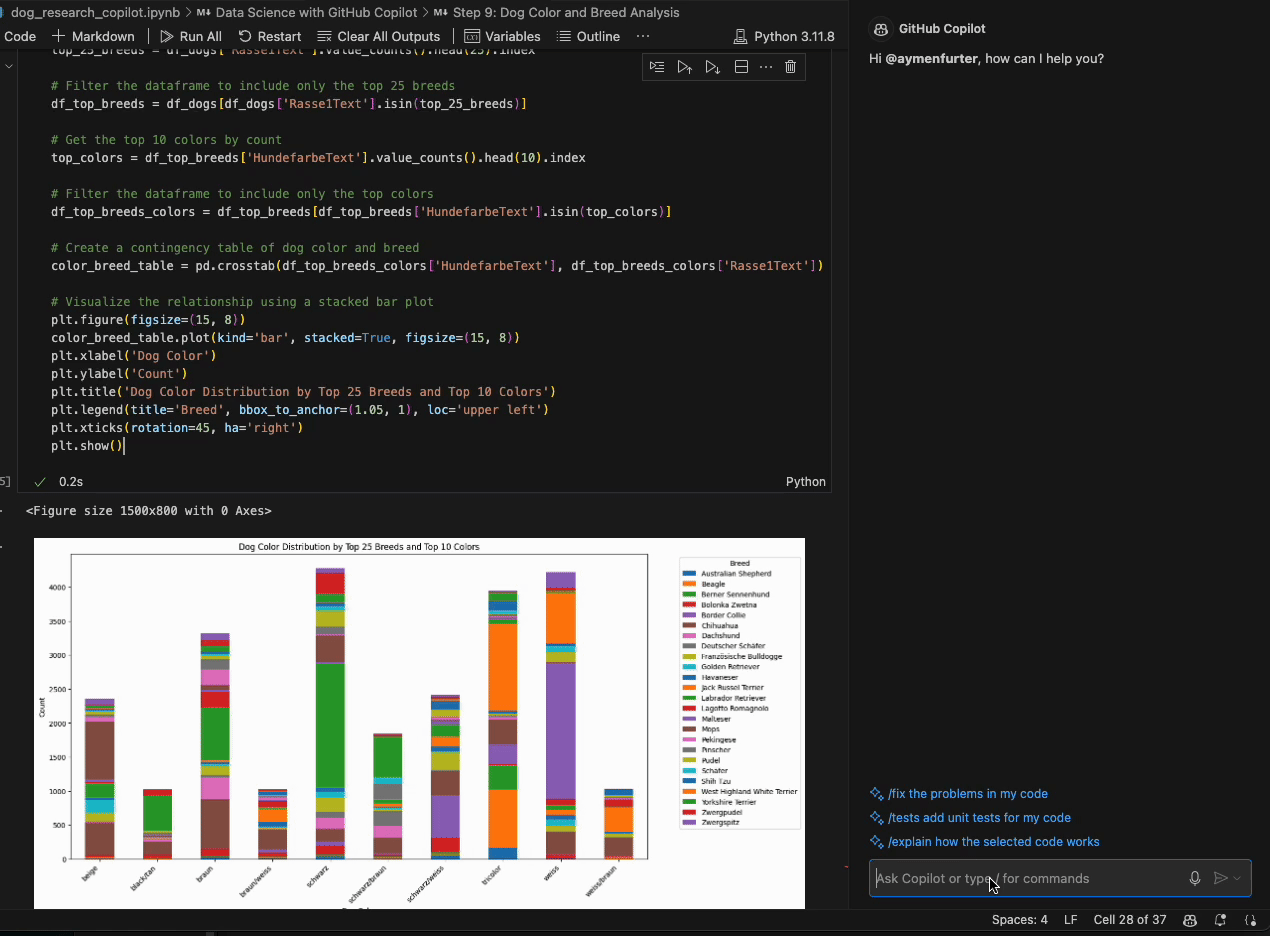 dog_research_copilot.ipynb > M↓ Data Science with GitHub Copilot > M↓ Step 9: Dog Color and Breed Analysis
Code + Markdown Run All Restart Clear All Outputs Variables Outline ··· Python 3.11.8
top_25_breeds = df_dogs['Rasse1Text'].value_counts().head(25).index
# Filter the dataframe to include only the top 25 breeds
df_top_breeds = df_dogs[df_dogs['Rasse1Text'].isin(top_25_breeds)]
# Get the top 10 colors by count
top_colors = df_top_breeds['HundefarbeText'].value_counts().head(10).index
# Filter the dataframe to include only the top colors
df_top_breeds_colors = df_top_breeds[df_top_breeds['HundefarbeText'].isin(top_colors)]
# Create a contingency table of dog color and breed
color_breed_table = pd.crosstab(df_top_breeds_colors['HundefarbeText'], df_top_breeds_colors['Rasse1Text'])
# Visualize the relationship using a stacked bar plot
plt.figure(figsize=(15, 8))
color_breed_table.plot(kind='bar', stacked=True, figsize=(15, 8))
plt.xlabel('Dog Color')
plt.ylabel('Count')
plt.title('Dog Color Distribution by Top 25 Breeds and Top 10 Colors')
plt.legend(title='Breed', bbox_to_anchor=(1.05, 1), loc='upper left')
plt.xticks(rotation=45, ha='right')
plt.show()
5]
0.2s
Python
<Figure size 1500x800 with 0 Axes>
Dog Color Distribution by Top 25 Breeds and Top 10 Colors
Count
4000
3500
3000
2500
2000
1500
1000
500
0
beige
black/tan
braun
braun/weiss
schwarz
schwarz/braun
schwarz/weiss
tricolor
weiss
weiss/braun
Breed
Australian Shepherd
Beagle
Berner Sennenhund
Bolonka Zwetna
Border Collie
Chihuahua
Dachshund
Deutscher Schäfer
Französische Bulldogge
Golden Retriever
Havaneser
Jack Russel Terrier
Labrador Retriever
Lagotto Romagnolo
Malteser
Mops
Pekingese
Pinscher
Pudel
Schäfer
Shih Tzu
West Highland White Terrier
Yorkshire Terrier
Zwergpudel
Zwergspitz
GitHub Copilot
Hi @aymenfurter, how can I help you?
/fix the problems in my code
/tests add unit tests for my code
/explain how the selected code works
Ask Copilot or type / for commands
Spaces: 4 LF Cell 28 of 37